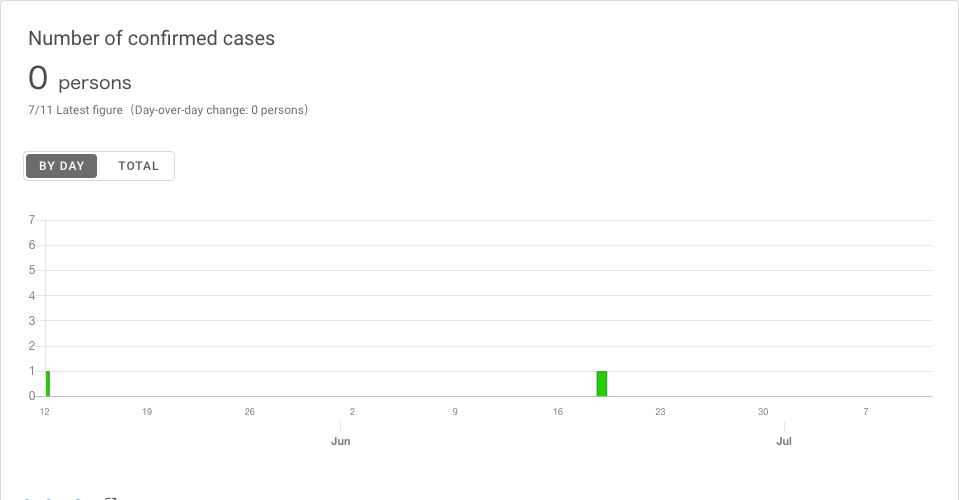 Number of confirmed cases
0 persons
7/11 Latest figure（Day-over-day change: 0 persons）
BY DAY TOTAL
7
6
5
4
3
2
1
0
12 19 26 2 9 16 23 30 7
Jun Jul